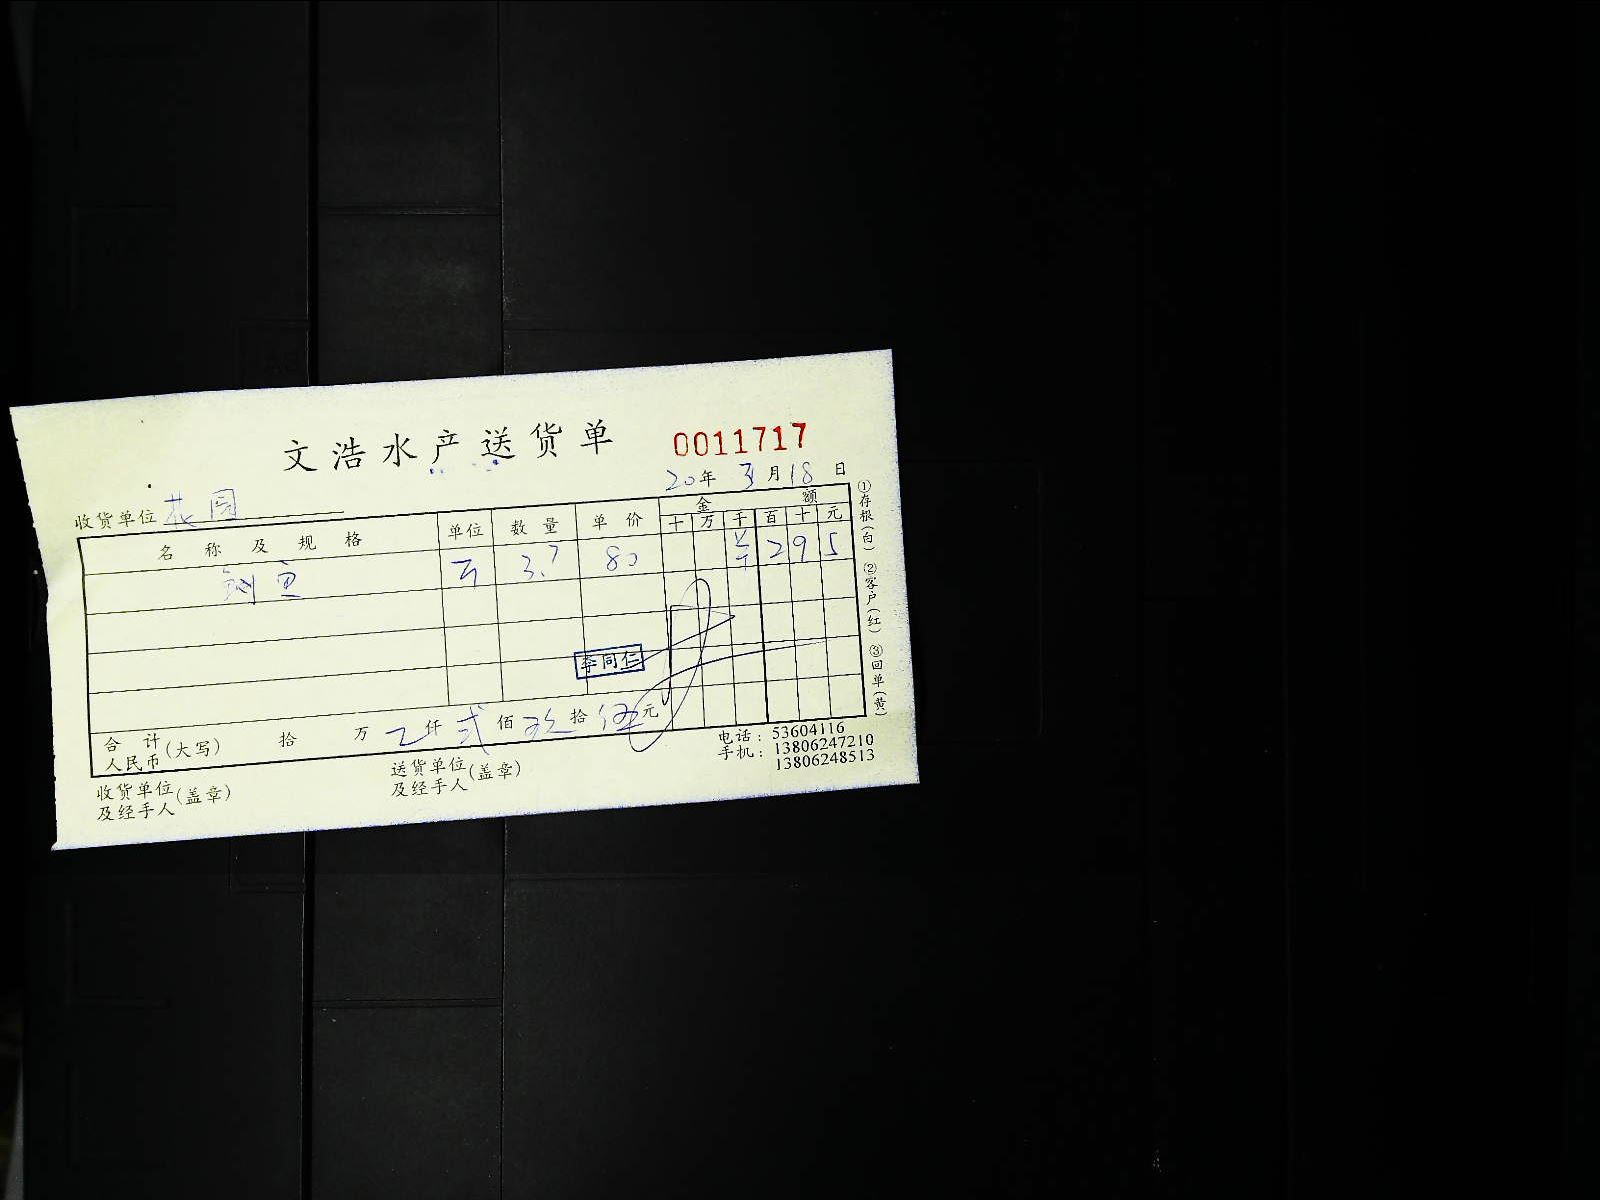 文浩水产送货单 0011717
20年 3月18日
收货单位 花园
名称及规格 单位 数量 单价 金额
十 万 千 百 十 元
鱼 斤 3.7 80 ¥ 2 9 5
李同仁
合计人民币(大写) 拾 万 仟 贰 佰 玖 拾 伍 元
电话:53604116
手机:13806247210
13806248513
收货单位及经手人(盖章) 送货单位及经手人(盖章)
①存根(白) ②客户(红) ③回单(黄)